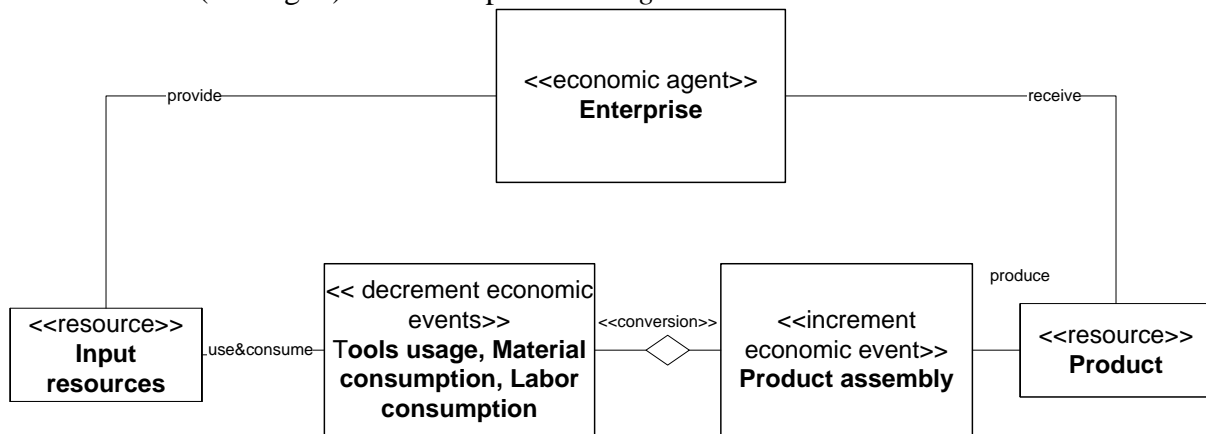 <<economic agent>>
Enterprise
provide
receive
<< decrement economic
events>>
Tools usage, Material
consumption, Labor
consumption
<<conversion>>
<<increment
economic event>>
Product assembly
produce
<<resource>>
Input
resources
use&consume
<<resource>>
Product